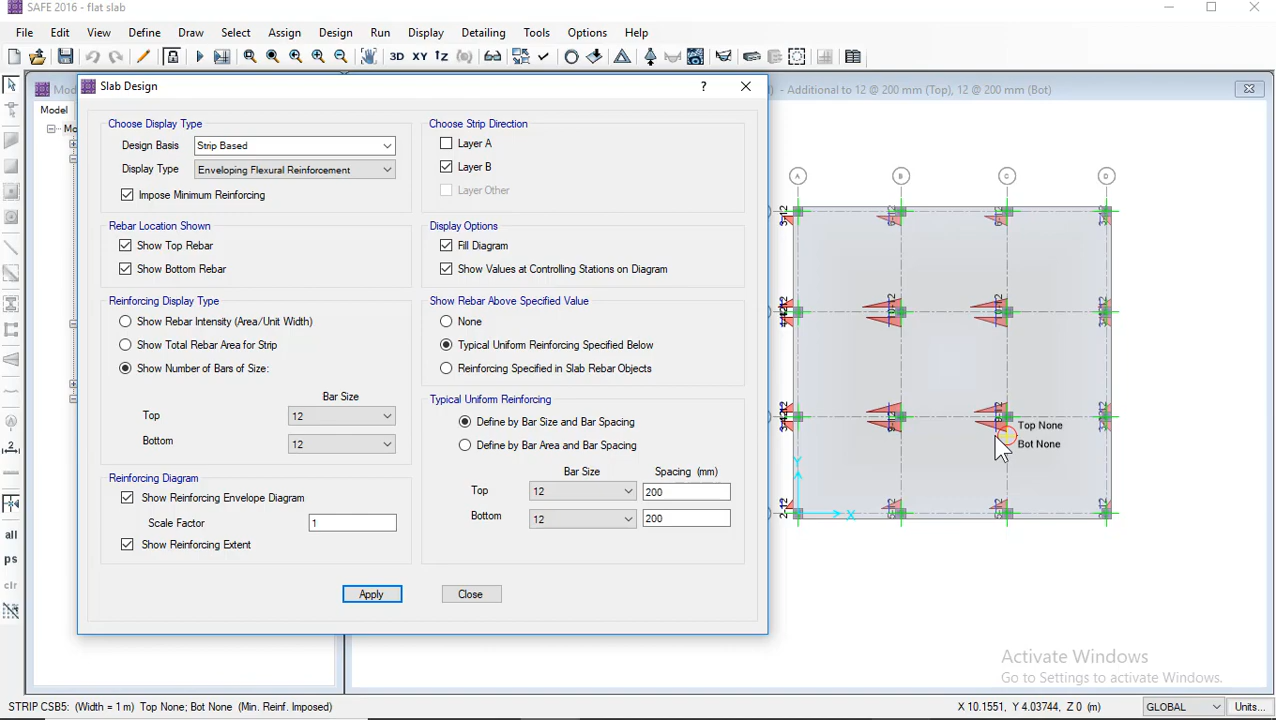 SAFE 2016 - flat slab
File Edit View Define Draw Select Assign Design Run Display Detailing Tools Options Help
3D XY
Slab Design ?
- Additional to 12 @ 200 mm (Top), 12 @ 200 mm (Bot)
Model
Choose Display Type
Design Basis Strip Based
Display Type Enveloping Flexural Reinforcement
Impose Minimum Reinforcing
Choose Strip Direction
Layer A
Layer B
Layer Other
Rebar Location Shown
Show Top Rebar
Show Bottom Rebar
Display Options
Fill Diagram
Show Values at Controlling Stations on Diagram
Reinforcing Display Type
Show Rebar Intensity (Area/Unit Width)
Show Total Rebar Area for Strip
Show Number of Bars of Size:
Bar Size
Top 12
Bottom 12
Show Rebar Above Specified Value
None
Typical Uniform Reinforcing Specified Below
Reinforcing Specified in Slab Rebar Objects
Typical Uniform Reinforcing
Define by Bar Size and Bar Spacing
Define by Bar Area and Bar Spacing
Bar Size Spacing (mm)
Top 12 200
Bottom 12 200
Reinforcing Diagram
Show Reinforcing Envelope Diagram
Scale Factor 1
Show Reinforcing Extent
Apply Close
all
ps
clr
A B C D
Top None
Bot None
Y
X
Activate Windows
Go to Settings to activate Windows.
STRIP CSB5: (Width = 1 m) Top None; Bot None (Min. Reinf. Imposed)
X 10.1551, Y 4.03744, Z 0 (m)
GLOBAL
Units...